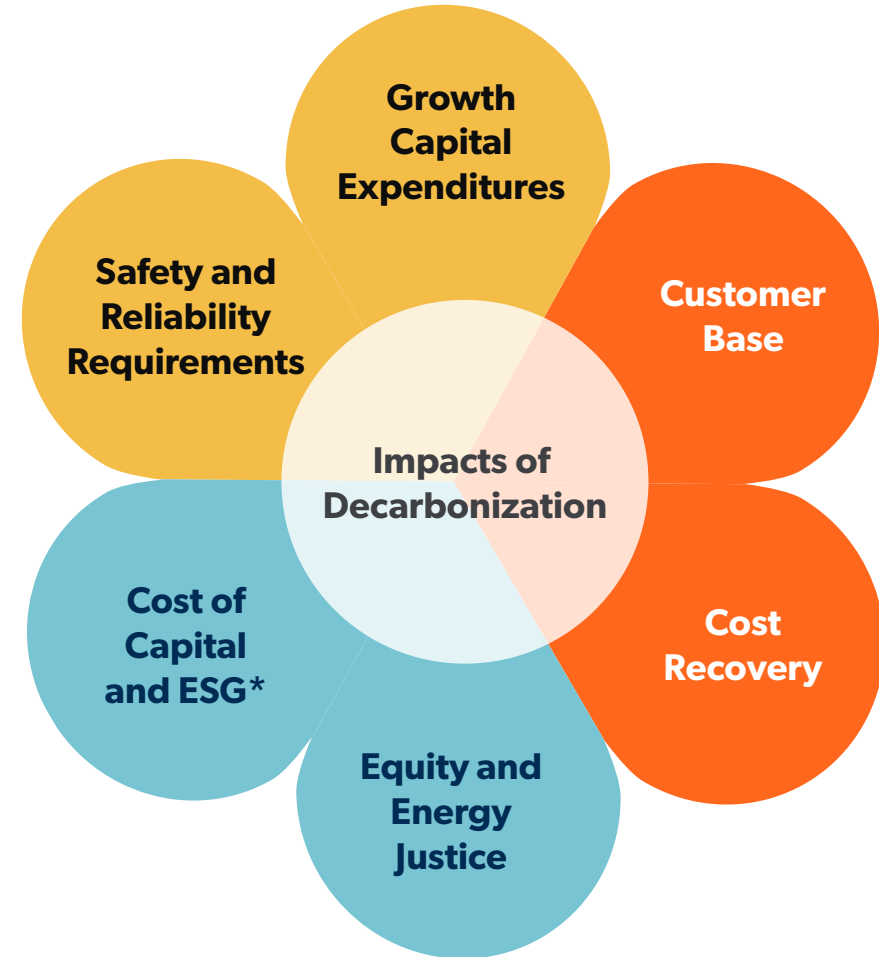 Growth
Capital
Expenditures
Safety and
Reliability
Requirements
Customer
Base
Impacts of
Decarbonization
Cost of
Capital
and ESG*
Cost
Recovery
Equity and
Energy
Justice